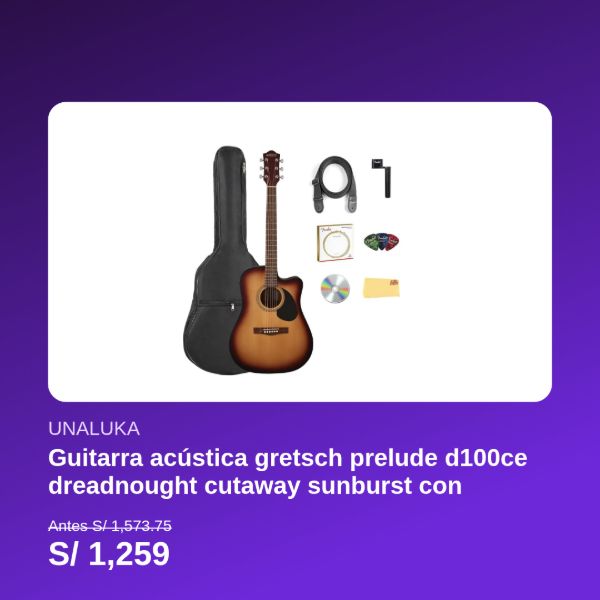 UNALUKA
Guitarra acústica gretsch prelude d100ce
dreadnought cutaway sunburst con
Antes S/ 1,573.75
S/ 1,259